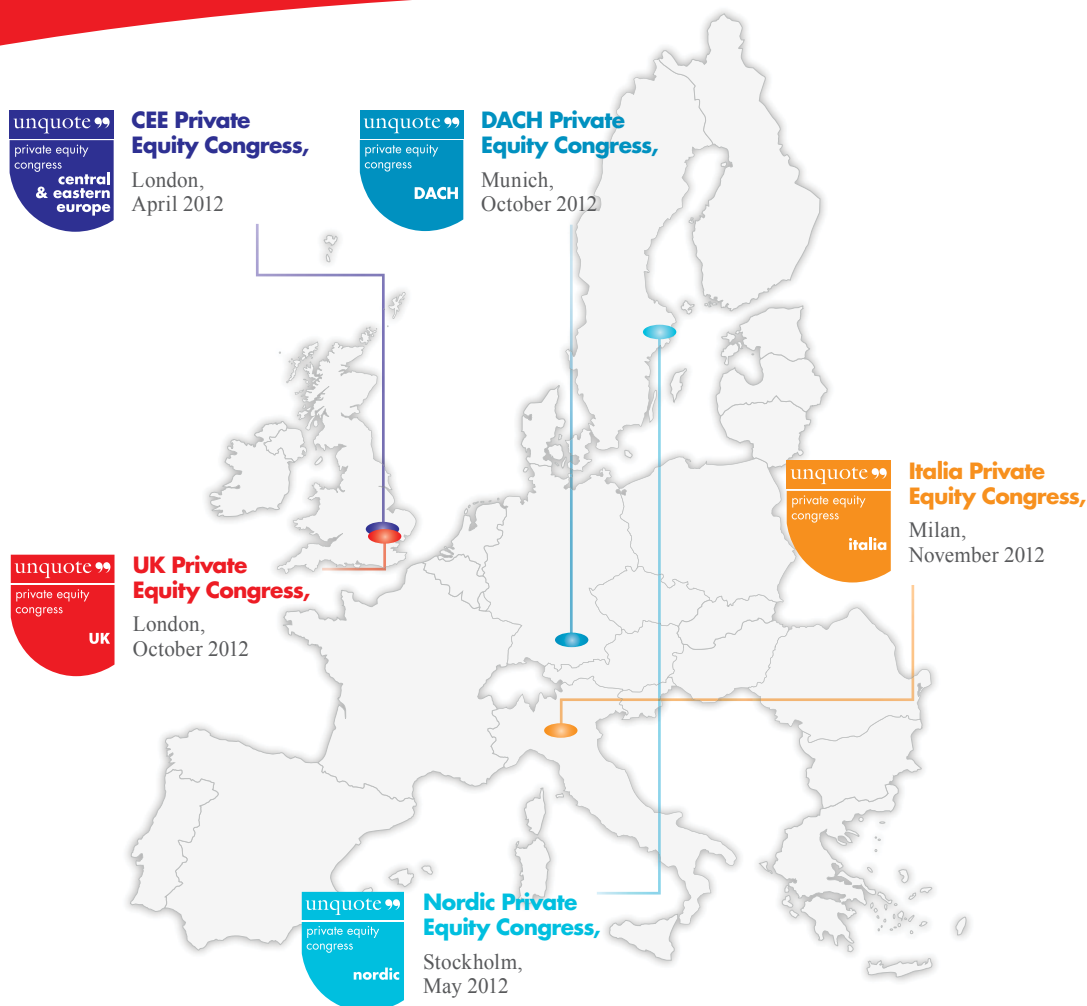 unquote ”
private equity
congress
central
& eastern
europe
CEE Private
Equity Congress,
London,
April 2012
unquote ”
private equity
congress
DACH
DACH Private
Equity Congress,
Munich,
October 2012
unquote ”
private equity
congress
italia
Italia Private
Equity Congress,
Milan,
November 2012
unquote ”
private equity
congress
UK
UK Private
Equity Congress,
London,
October 2012
unquote ”
private equity
congress
nordic
Nordic Private
Equity Congress,
Stockholm,
May 2012